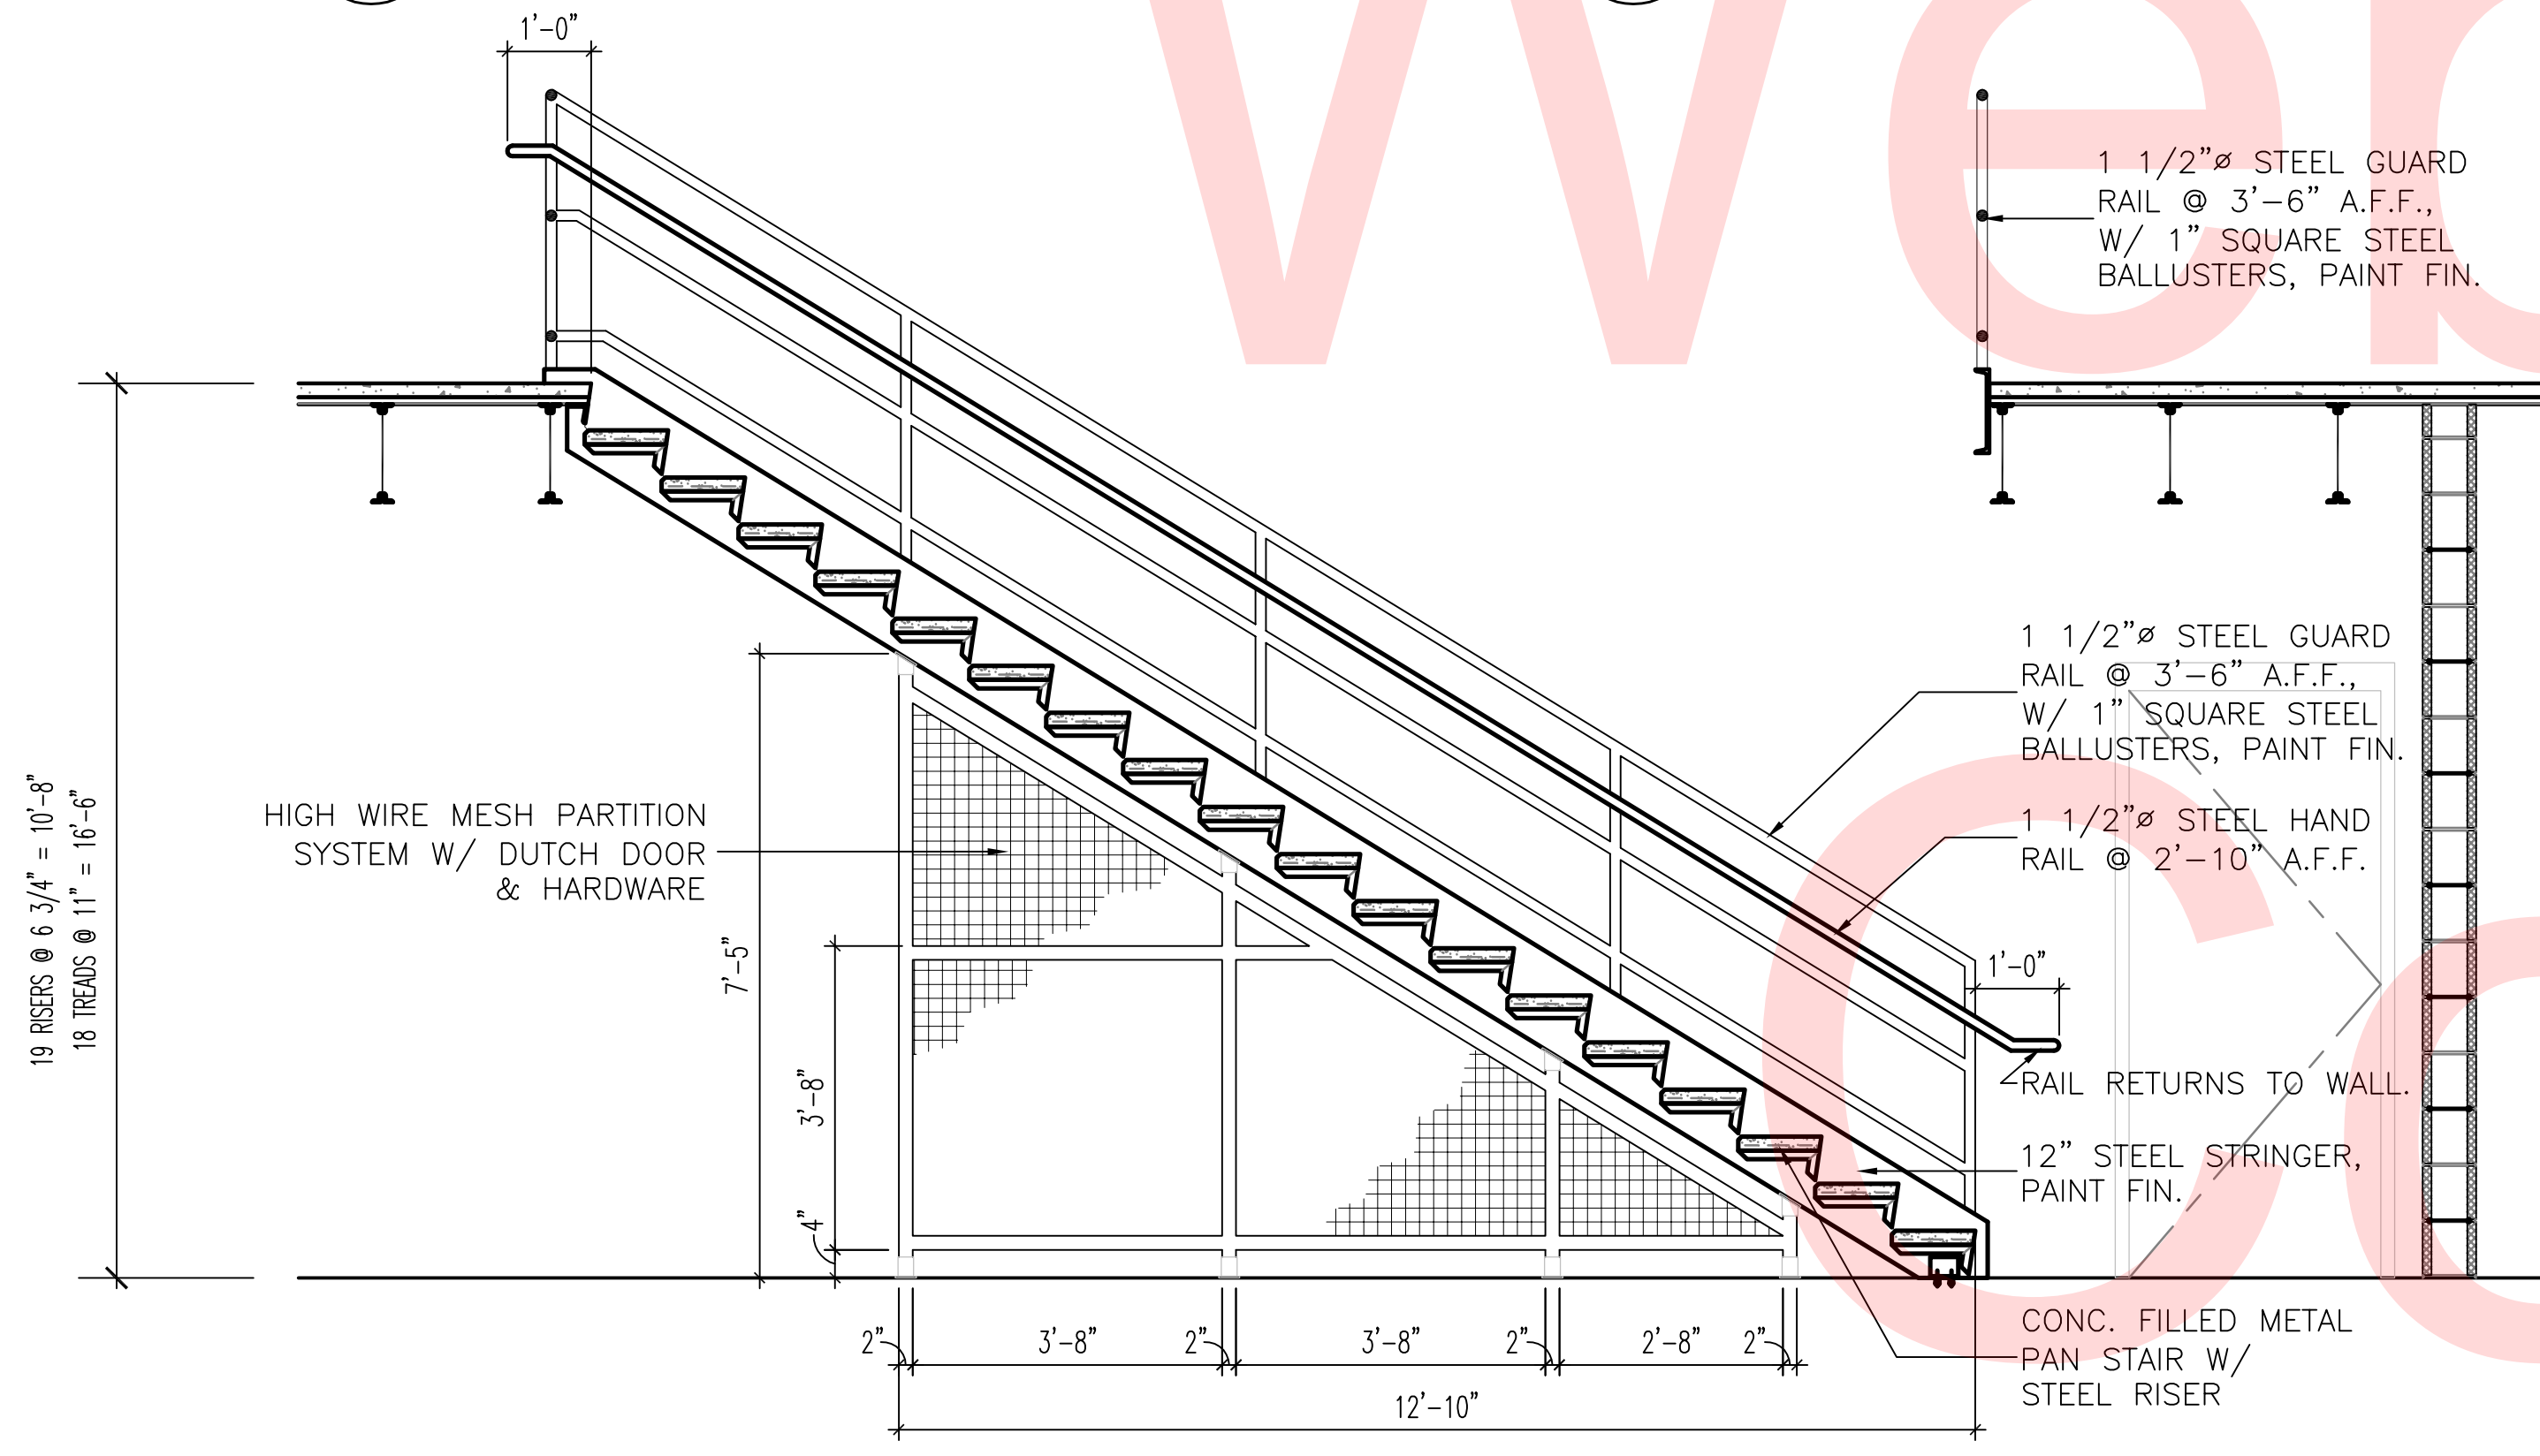 1'-0"
1 1/2"ø STEEL GUARD
RAIL @ 3'-6" A.F.F.,
W/ 1" SQUARE STEEL
BALLUSTERS, PAINT FIN.
1 1/2"ø STEEL GUARD
RAIL @ 3'-6" A.F.F.,
W/ 1" SQUARE STEEL
BALLUSTERS, PAINT FIN.
1 1/2"ø STEEL HAND
RAIL @ 2'-10" A.F.F.
1'-0"
RAIL RETURNS TO WALL.
12" STEEL STRINGER,
PAINT FIN.
CONC. FILLED METAL
PAN STAIR W/
STEEL RISER
HIGH WIRE MESH PARTITION
SYSTEM W/ DUTCH DOOR
& HARDWARE
19 RISERS @ 6 3/4" = 10'-8"
18 TREADS @ 11" = 16'-6"
7'-5"
3'-8"
4"
2" 3'-8" 2" 3'-8" 2" 2'-8" 2"
12'-10"